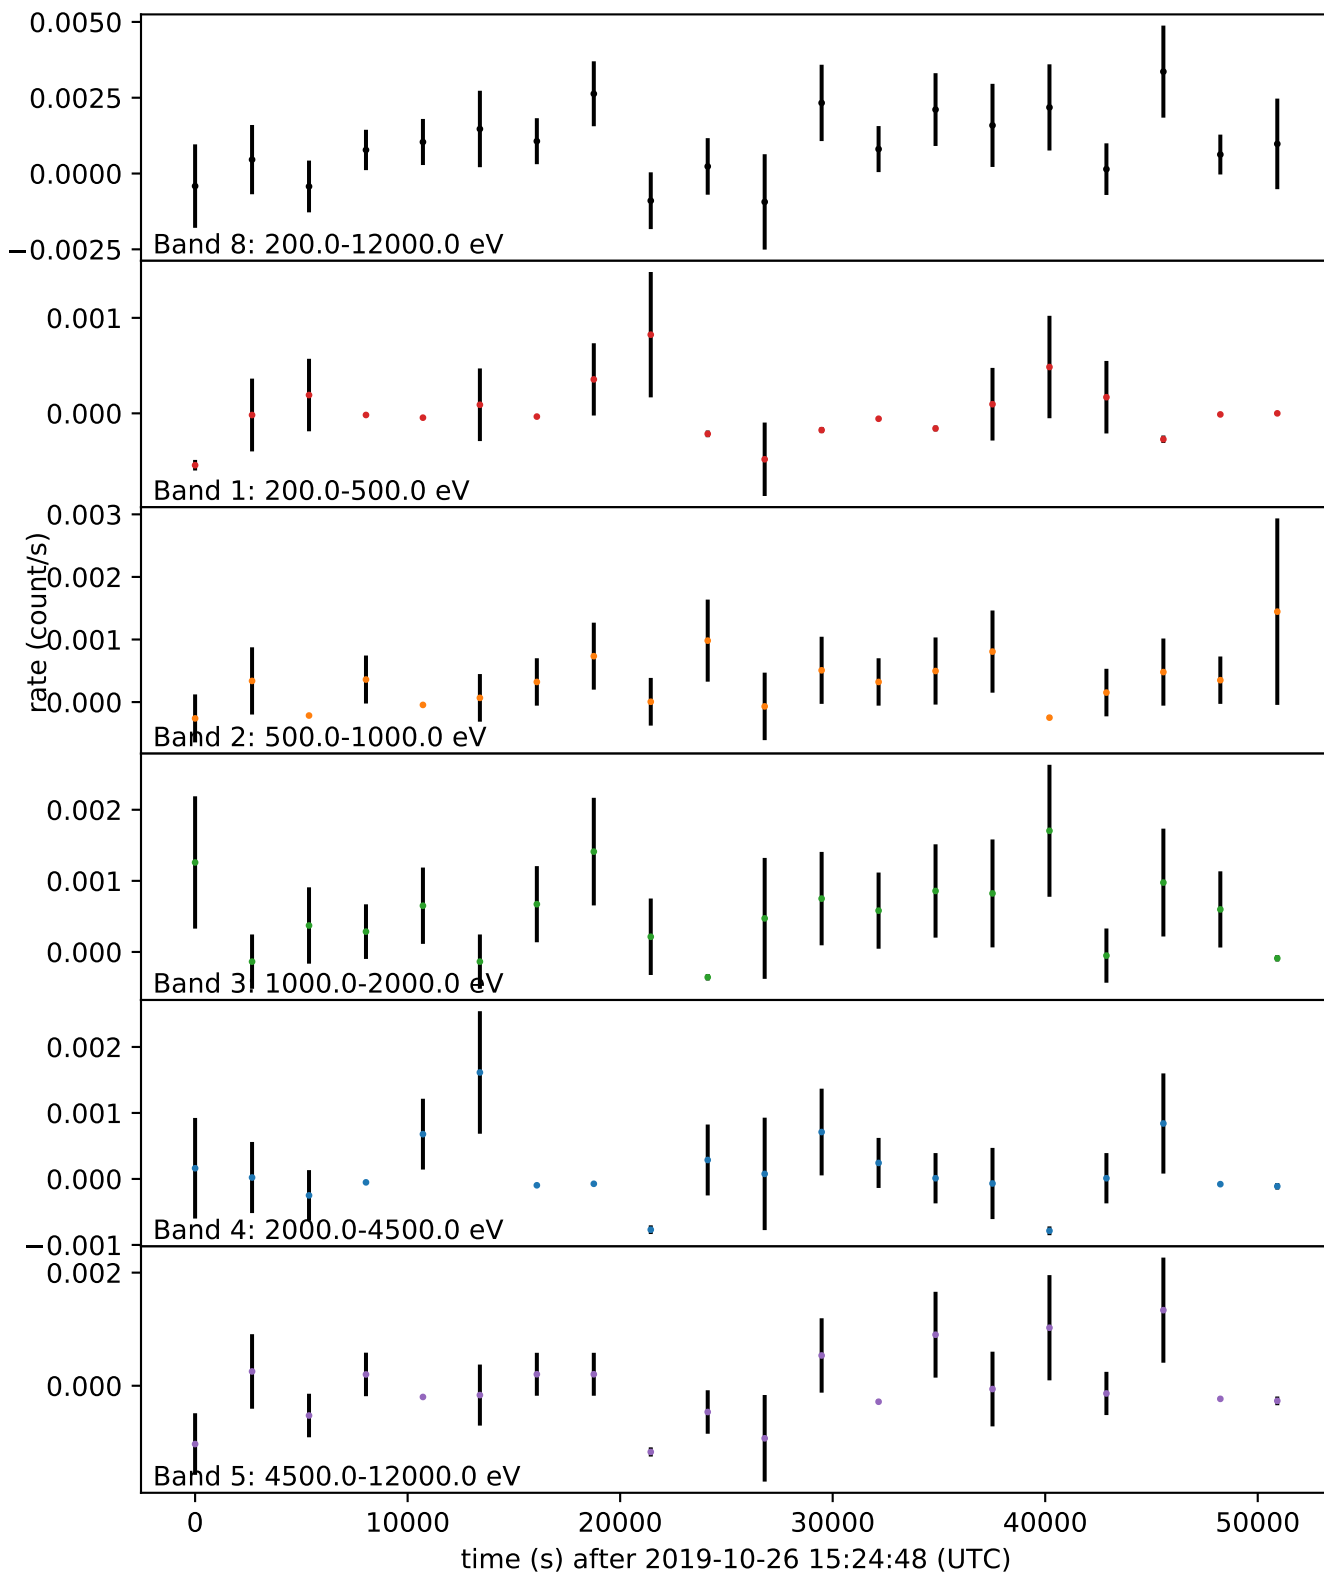 0.0050
0.0025
0.0000
−0.0025
Band 8: 200.0-12000.0 eV
0.001
0.000
Band 1: 200.0-500.0 eV
rate (count/s)
0.003
0.002
0.001
0.000
Band 2: 500.0-1000.0 eV
0.002
0.001
0.000
Band 3: 1000.0-2000.0 eV
0.002
0.001
0.000
−0.001
Band 4: 2000.0-4500.0 eV
0.002
0.000
Band 5: 4500.0-12000.0 eV
0 10000 20000 30000 40000 50000
time (s) after 2019-10-26 15:24:48 (UTC)